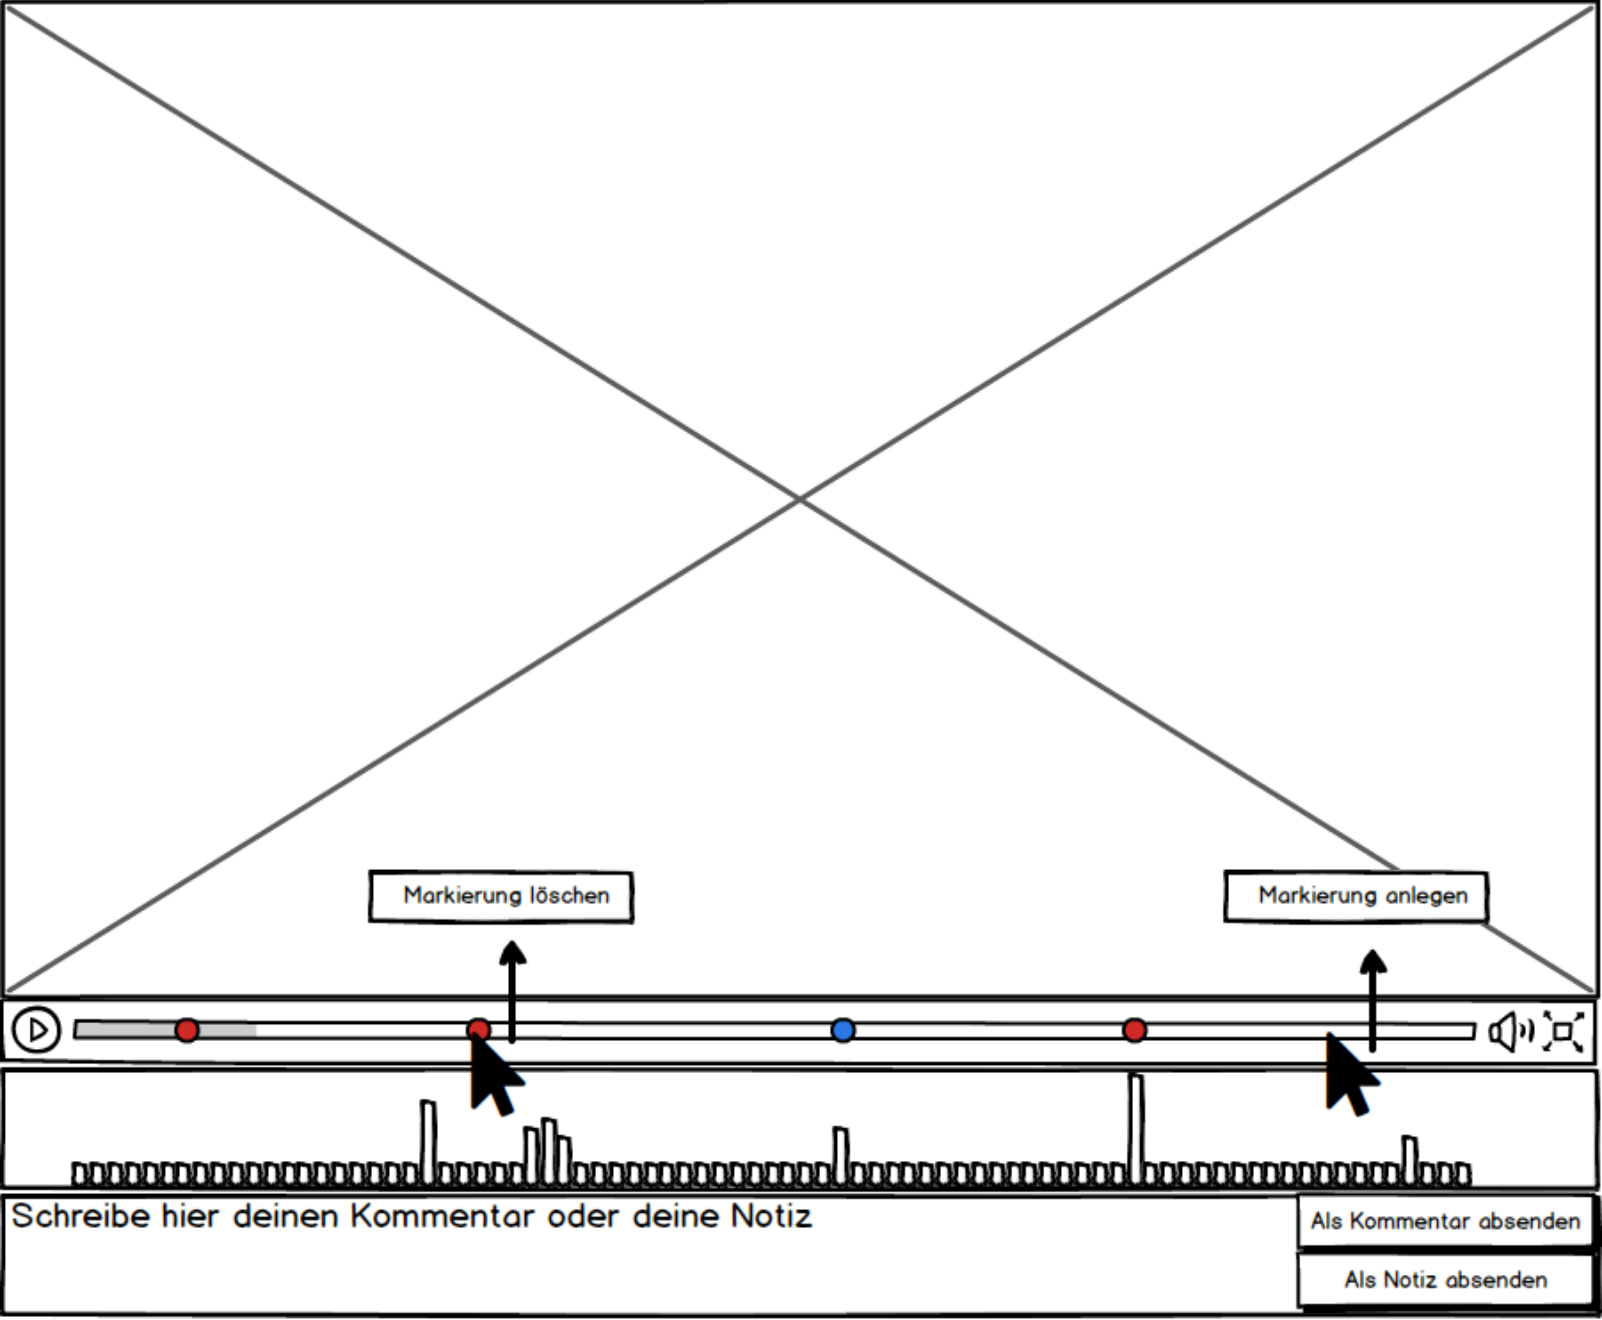 Markierung löschen
Markierung anlegen
Schreibe hier deinen Kommentar oder deine Notiz
Als Kommentar absenden
Als Notiz absenden